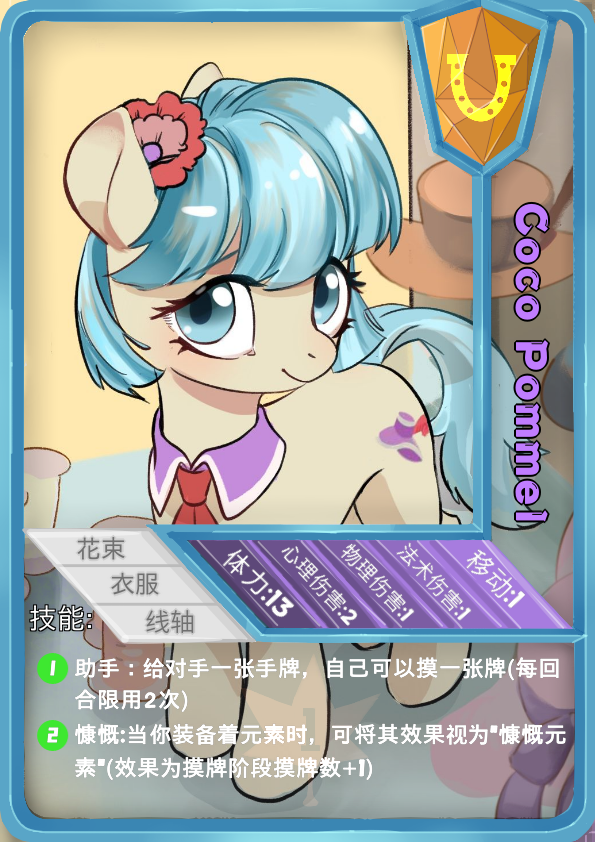 Coco Pommel
花束
衣服
线轴
体力:13
心理伤害:2
物理伤害:1
法术伤害:1
移动:1
技能:
1 助手：给对手一张手牌，自己可以摸一张牌(每回
合限用2次)
2 慷慨:当你装备着元素时，可将其效果视为"慷慨元
素"(效果为摸牌阶段摸牌数+1)
1